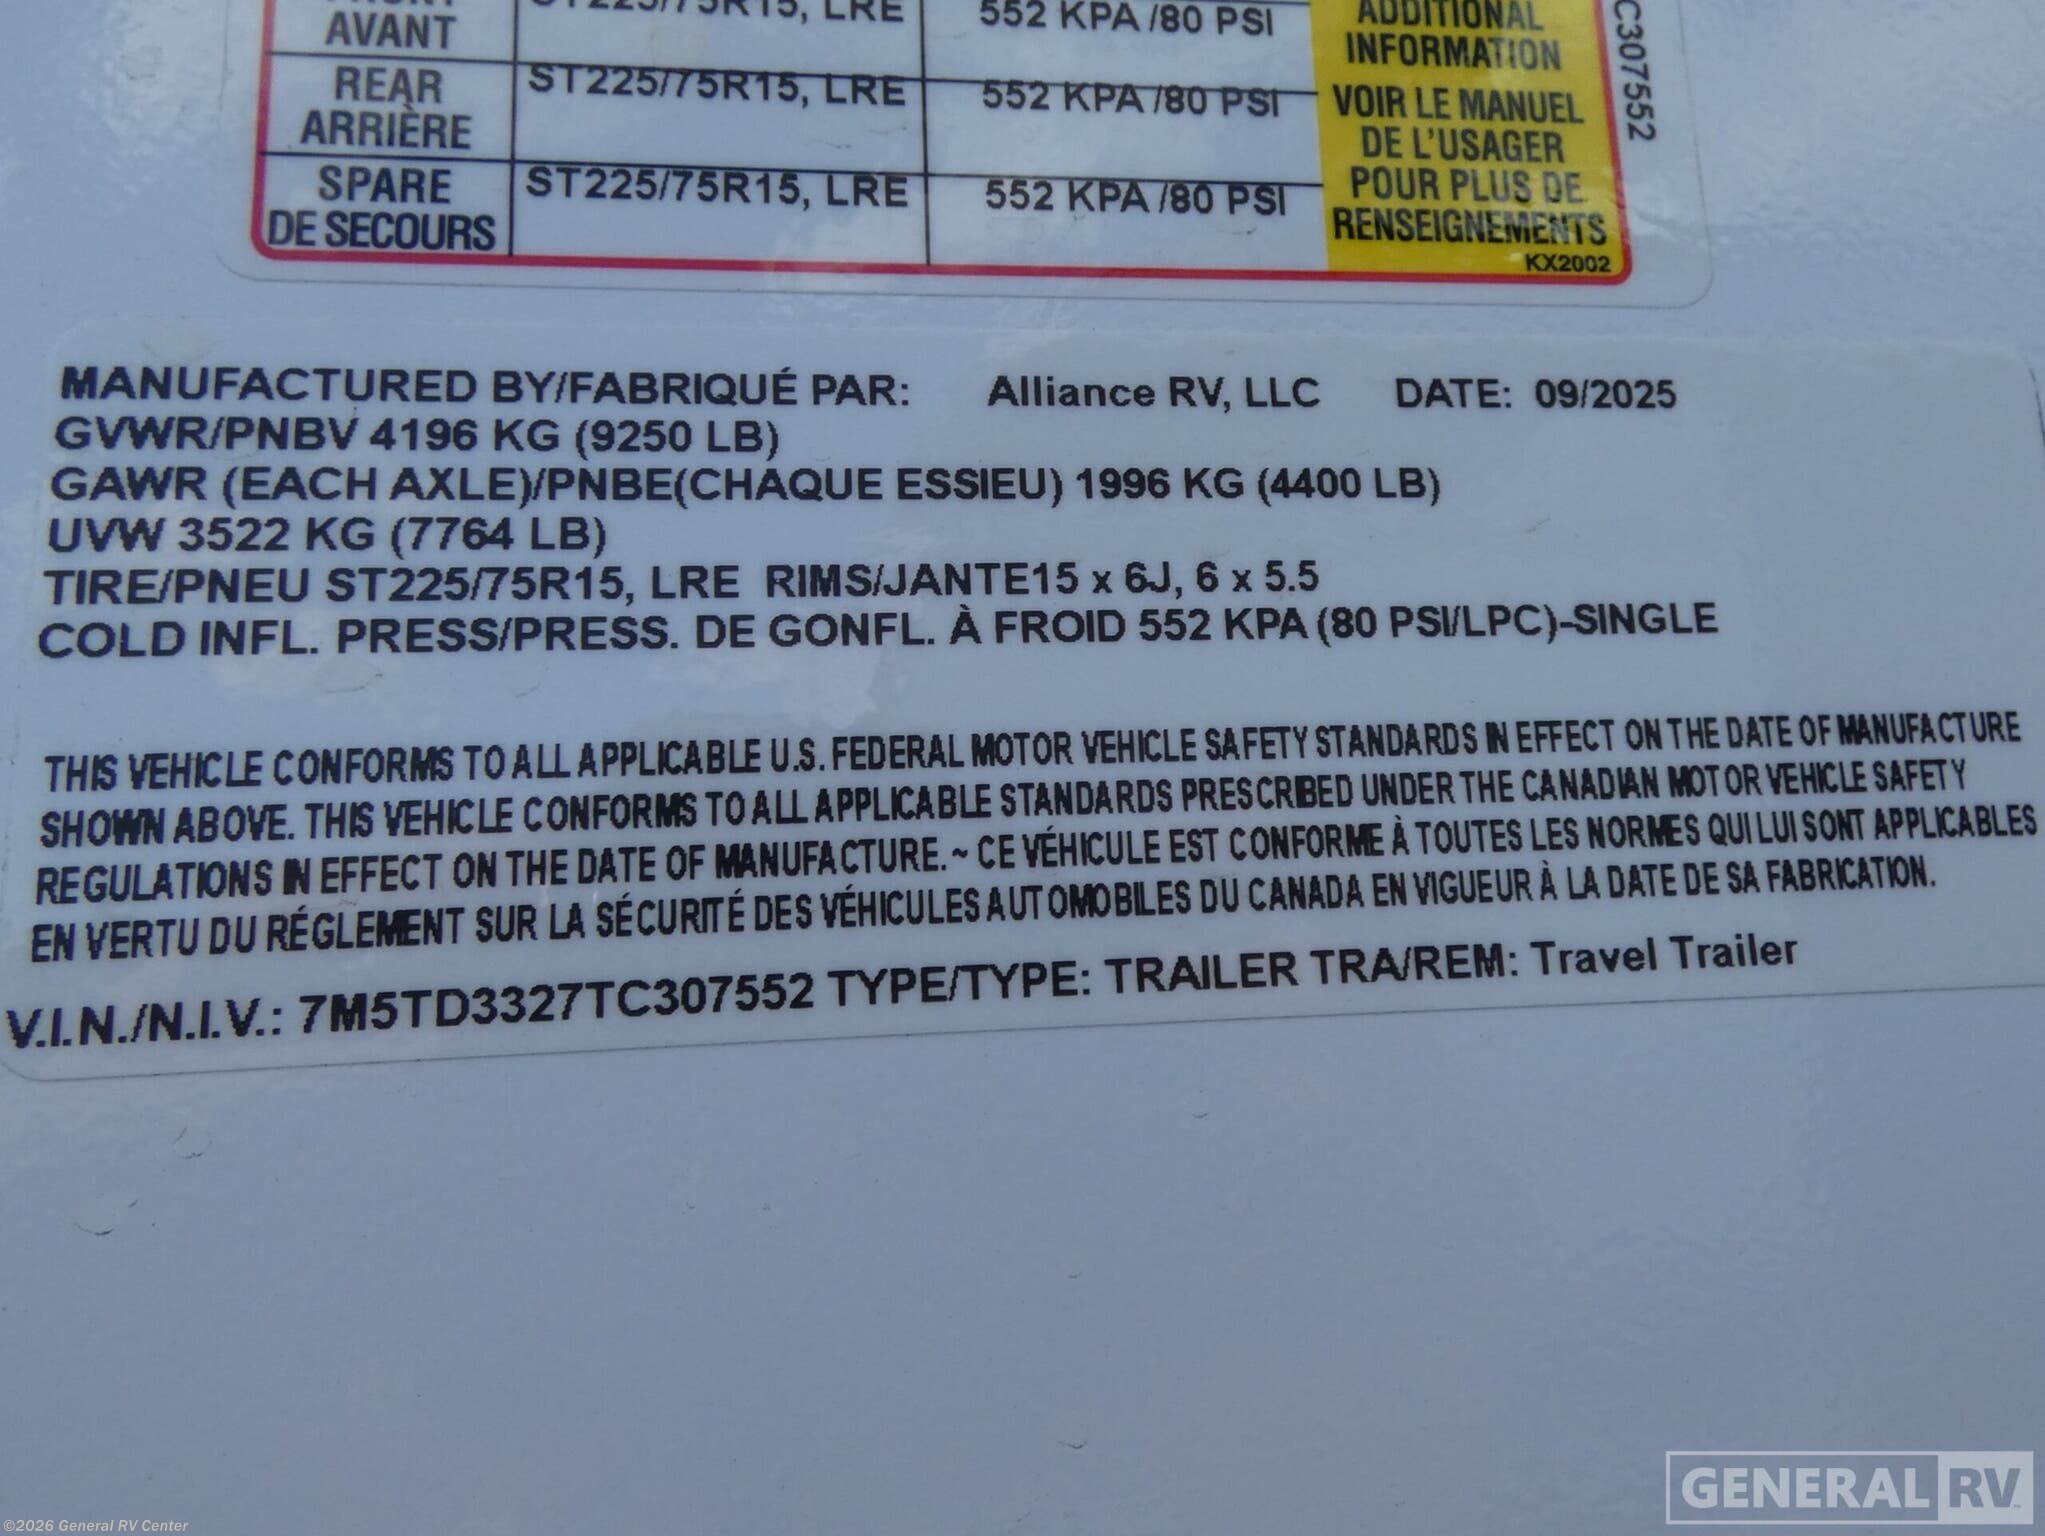 FRONT ST225/75R15, LRE 552 KPA /80 PSI ADDITIONAL
AVANT INFORMATION
REAR ST225/75R15, LRE 552 KPA /80 PSI VOIR LE MANUEL
ARRIÈRE DE L'USAGER
SPARE ST225/75R15, LRE 552 KPA /80 PSI POUR PLUS DE
DE SECOURS RENSEIGNEMENTS
KX2002
C307552
MANUFACTURED BY/FABRIQUÉ PAR: Alliance RV, LLC DATE: 09/2025
GVWR/PNBV 4196 KG (9250 LB)
GAWR (EACH AXLE)/PNBE(CHAQUE ESSIEU) 1996 KG (4400 LB)
UVW 3522 KG (7764 LB)
TIRE/PNEU ST225/75R15, LRE RIMS/JANTE15 x 6J, 6 x 5.5
COLD INFL. PRESS/PRESS. DE GONFL. À FROID 552 KPA (80 PSI/LPC)-SINGLE
THIS VEHICLE CONFORMS TO ALL APPLICABLE U.S. FEDERAL MOTOR VEHICLE SAFETY STANDARDS IN EFFECT ON THE DATE OF MANUFACTURE
SHOWN ABOVE. THIS VEHICLE CONFORMS TO ALL APPLICABLE STANDARDS PRESCRIBED UNDER THE CANADIAN MOTOR VEHICLE SAFETY
REGULATIONS IN EFFECT ON THE DATE OF MANUFACTURE. ~ CE VÉHICULE EST CONFORME À TOUTES LES NORMES QUI LUI SONT APPLICABLES
EN VERTU DU RÉGLEMENT SUR LA SÉCURITÉ DES VÉHICULES AUTOMOBILES DU CANADA EN VIGUEUR À LA DATE DE SA FABRICATION.
V.I.N./N.I.V.: 7M5TD3327TC307552 TYPE/TYPE: TRAILER TRA/REM: Travel Trailer
GENERAL RV
©2026 General RV Center